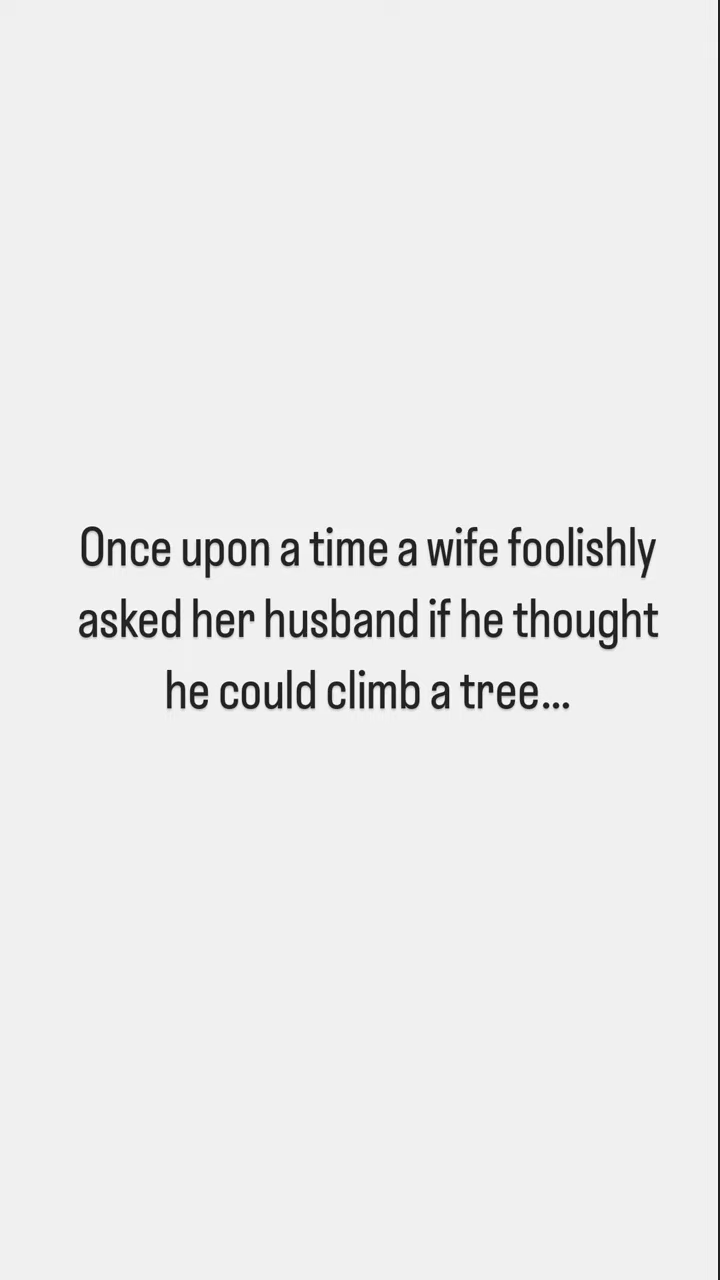 Once upon a time a wife foolishly
asked her husband if he thought
he could climb a tree...